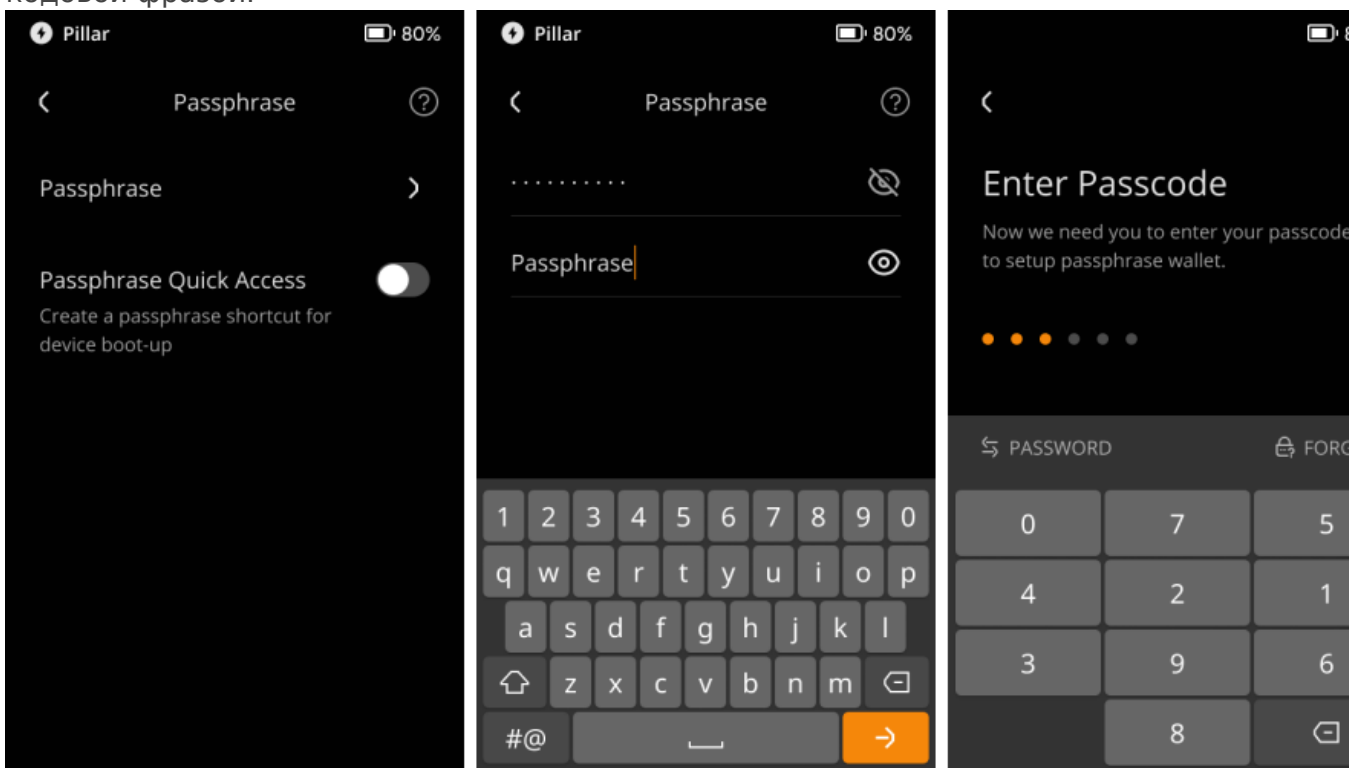 кодовой фразой.
Pillar 80%
Passphrase
Passphrase
Passphrase Quick Access
Create a passphrase shortcut for
device boot-up
Pillar 80%
Passphrase
..........
Passphrase
1 2 3 4 5 6 7 8 9 0
q w e r t y u i o p
a s d f g h j k l
z x c v b n m
#@
Enter Passcode
Now we need you to enter your passcode
to setup passphrase wallet.
PASSWORD
0 7 5
4 2 1
3 9 6
8